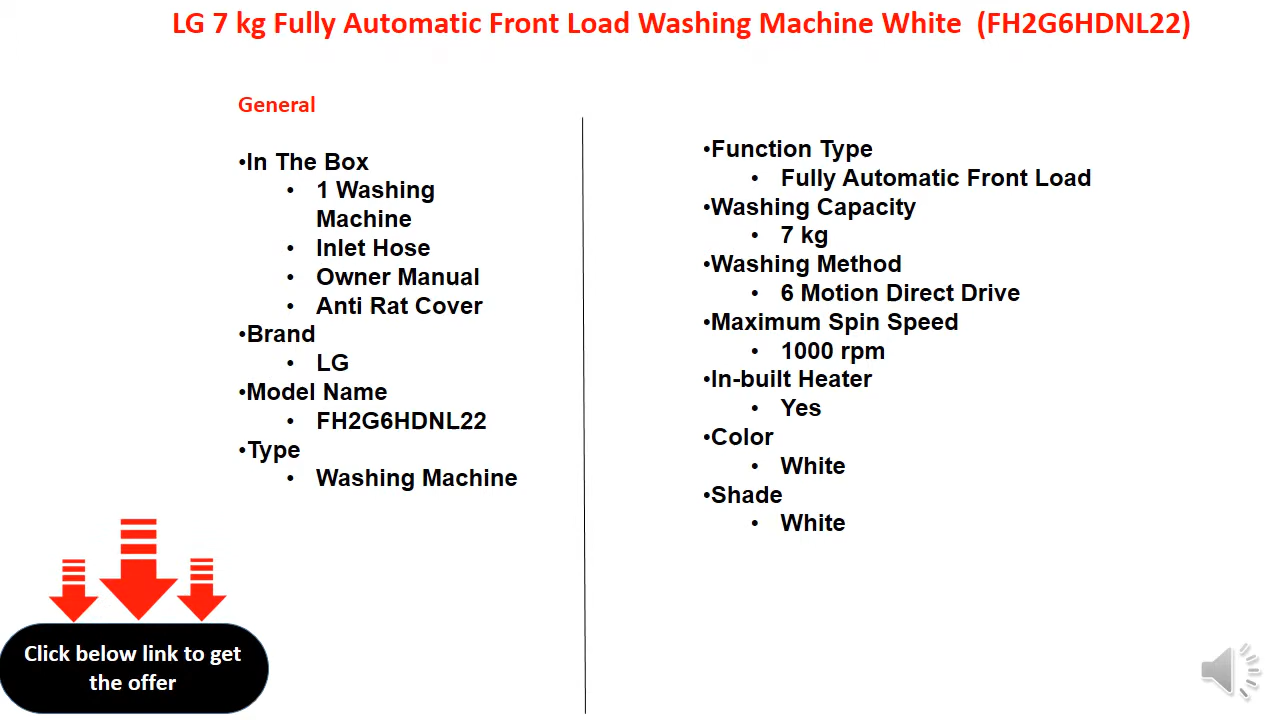 LG 7 kg Fully Automatic Front Load Washing Machine White (FH2G6HDNL22)
General
•In The Box
• 1 Washing
Machine
• Inlet Hose
• Owner Manual
• Anti Rat Cover
•Brand
• LG
•Model Name
• FH2G6HDNL22
•Type
• Washing Machine
•Function Type
• Fully Automatic Front Load
•Washing Capacity
• 7 kg
•Washing Method
• 6 Motion Direct Drive
•Maximum Spin Speed
• 1000 rpm
•In-built Heater
• Yes
•Color
• White
•Shade
• White
Click below link to get
the offer